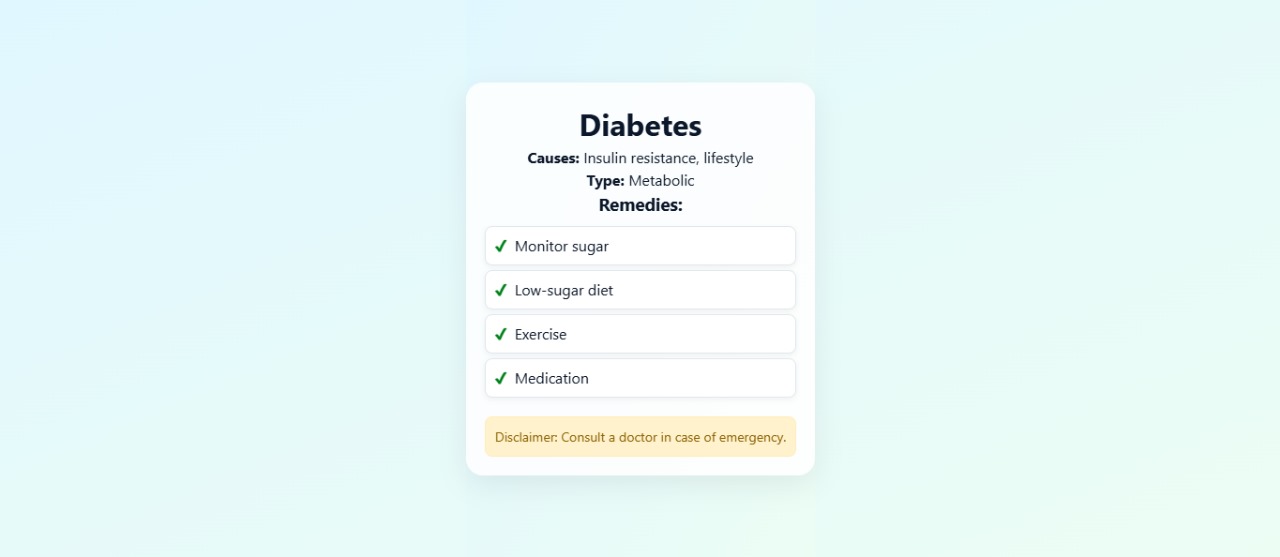 Diabetes
Causes: Insulin resistance, lifestyle
Type: Metabolic
Remedies:
✔ Monitor sugar
✔ Low-sugar diet
✔ Exercise
✔ Medication
Disclaimer: Consult a doctor in case of emergency.